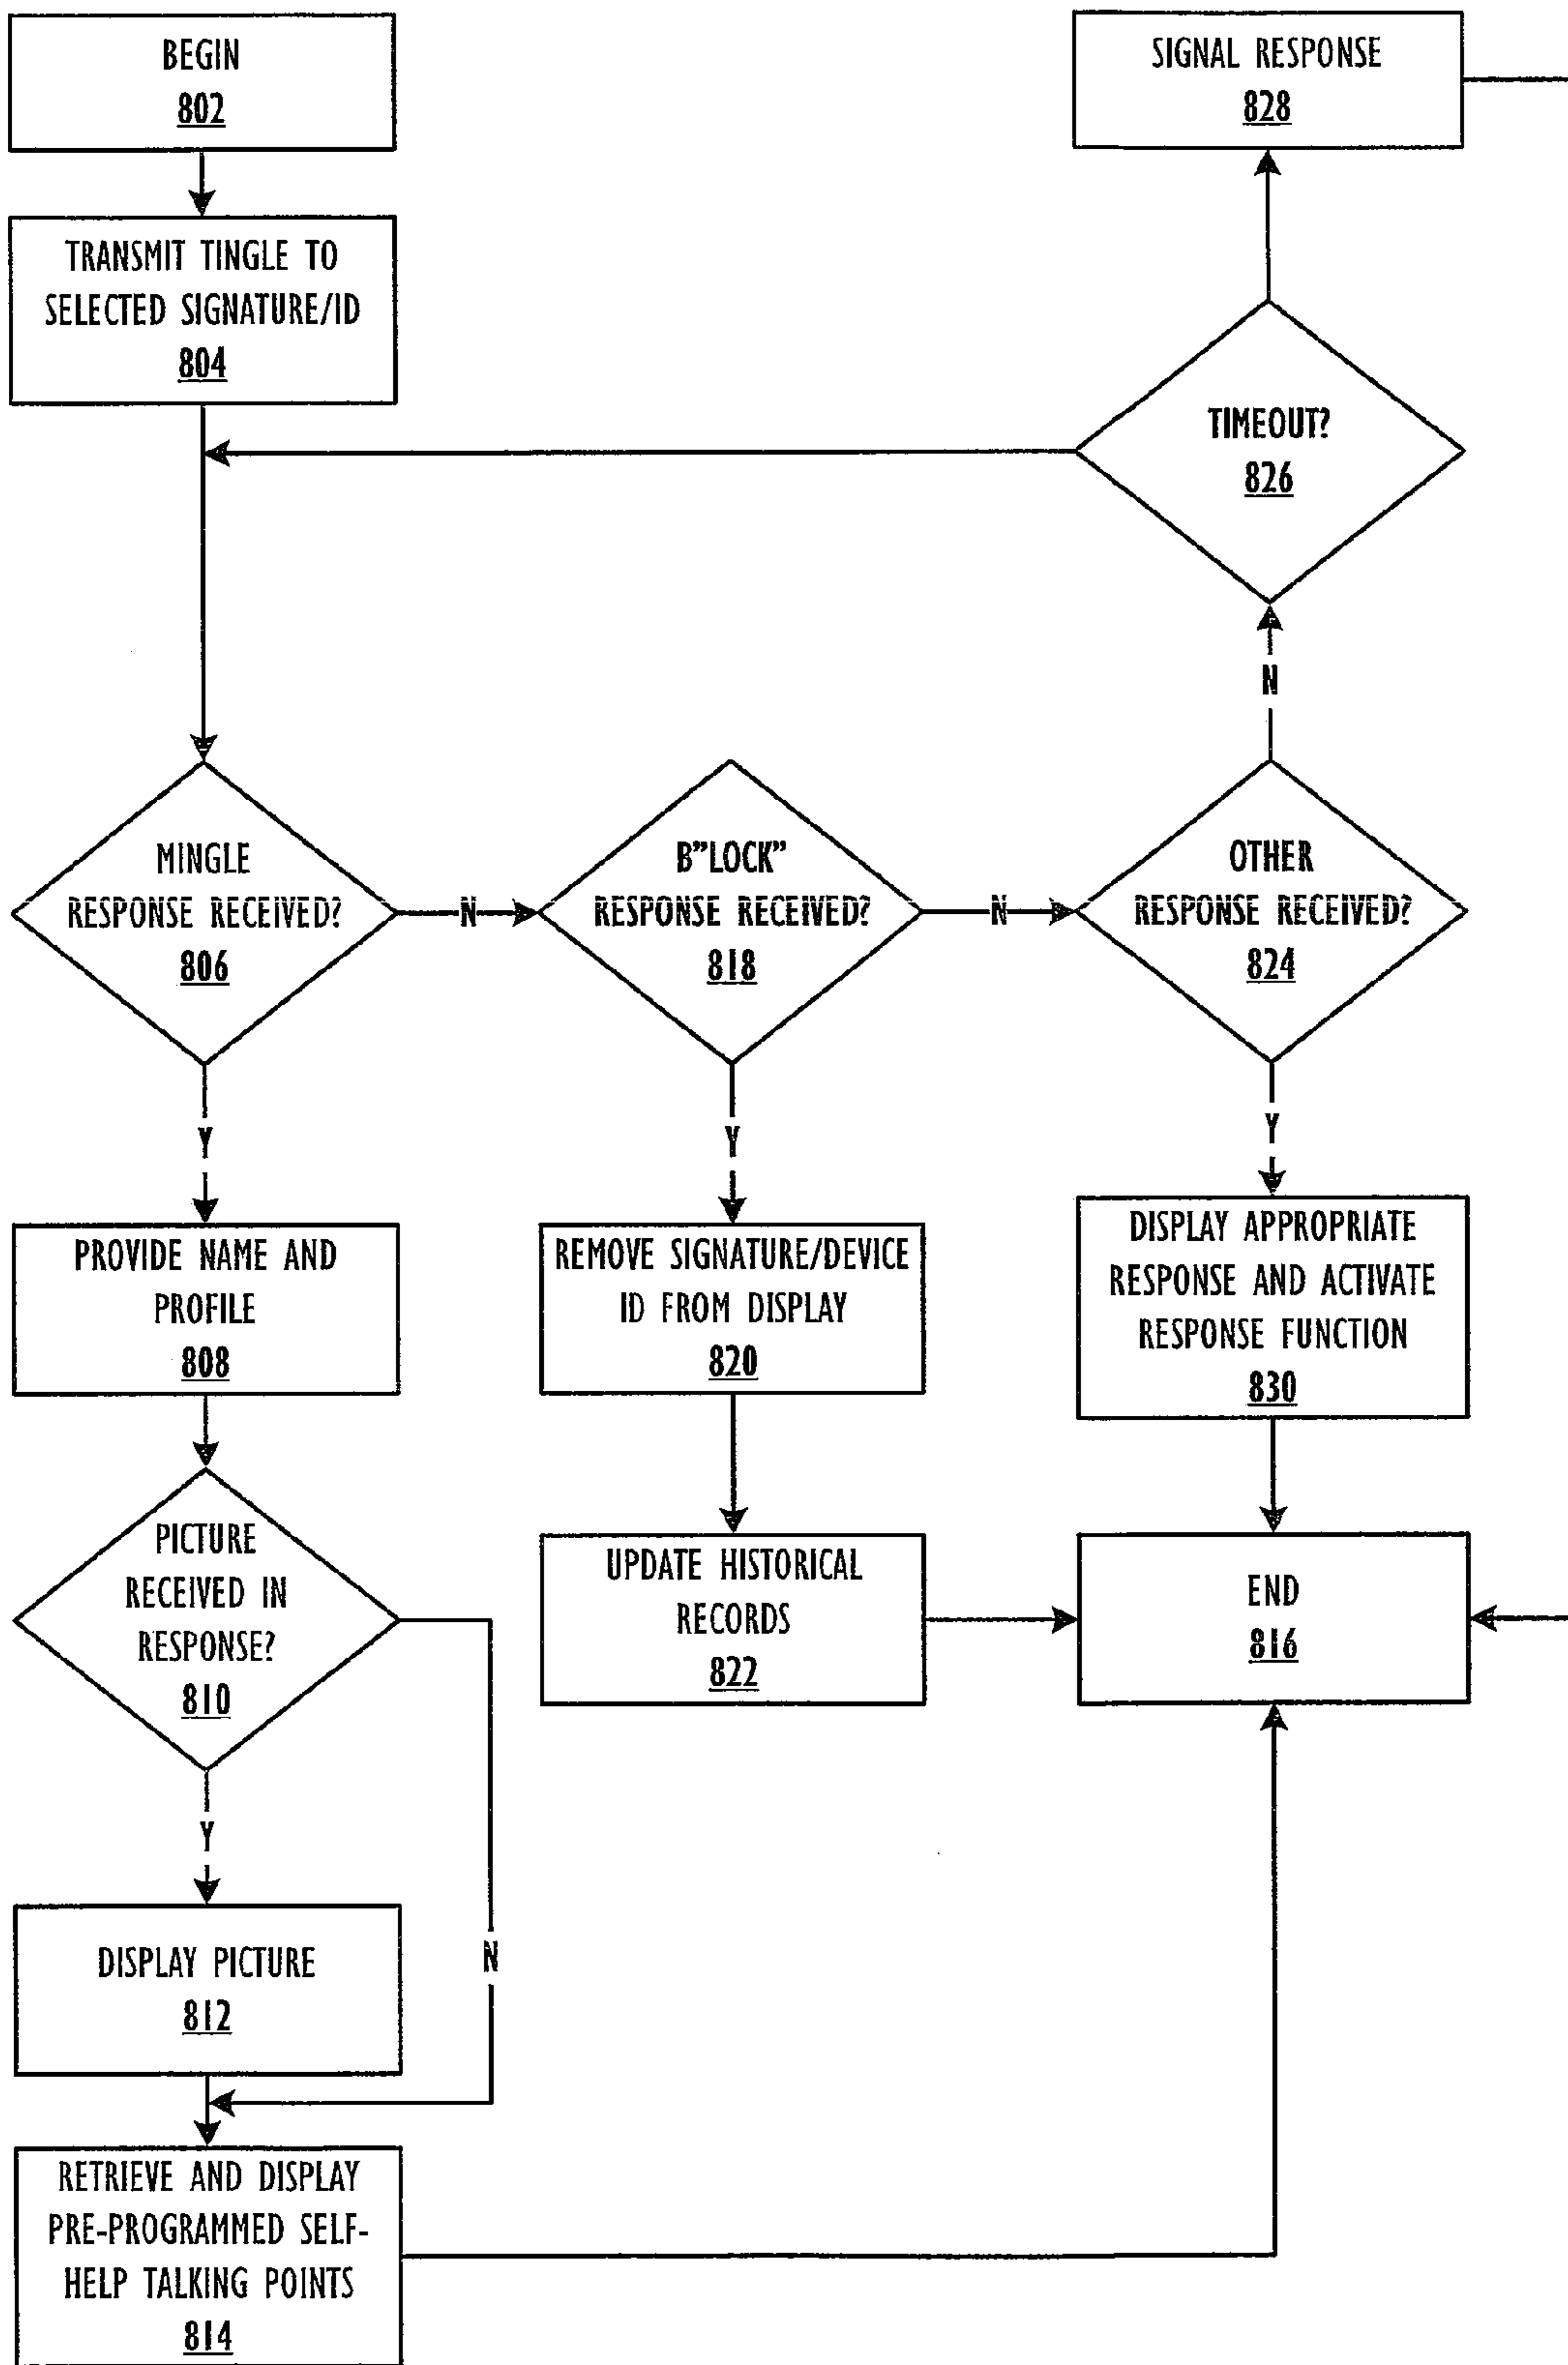 BEGIN
802
TRANSMIT TINGLE TO
SELECTED SIGNATURE/ID
804
SIGNAL RESPONSE
828
TIMEOUT?
826
N
MINGLE
RESPONSE RECEIVED?
806
N
B"LOCK"
RESPONSE RECEIVED?
818
N
OTHER
RESPONSE RECEIVED?
824
Y
Y
Y
PROVIDE NAME AND
PROFILE
808
REMOVE SIGNATURE/DEVICE
ID FROM DISPLAY
820
DISPLAY APPROPRIATE
RESPONSE AND ACTIVATE
RESPONSE FUNCTION
830
PICTURE
RECEIVED IN
RESPONSE?
810
UPDATE HISTORICAL
RECORDS
822
END
816
Y
N
DISPLAY PICTURE
812
RETRIEVE AND DISPLAY
PRE-PROGRAMMED SELF-
HELP TALKING POINTS
814